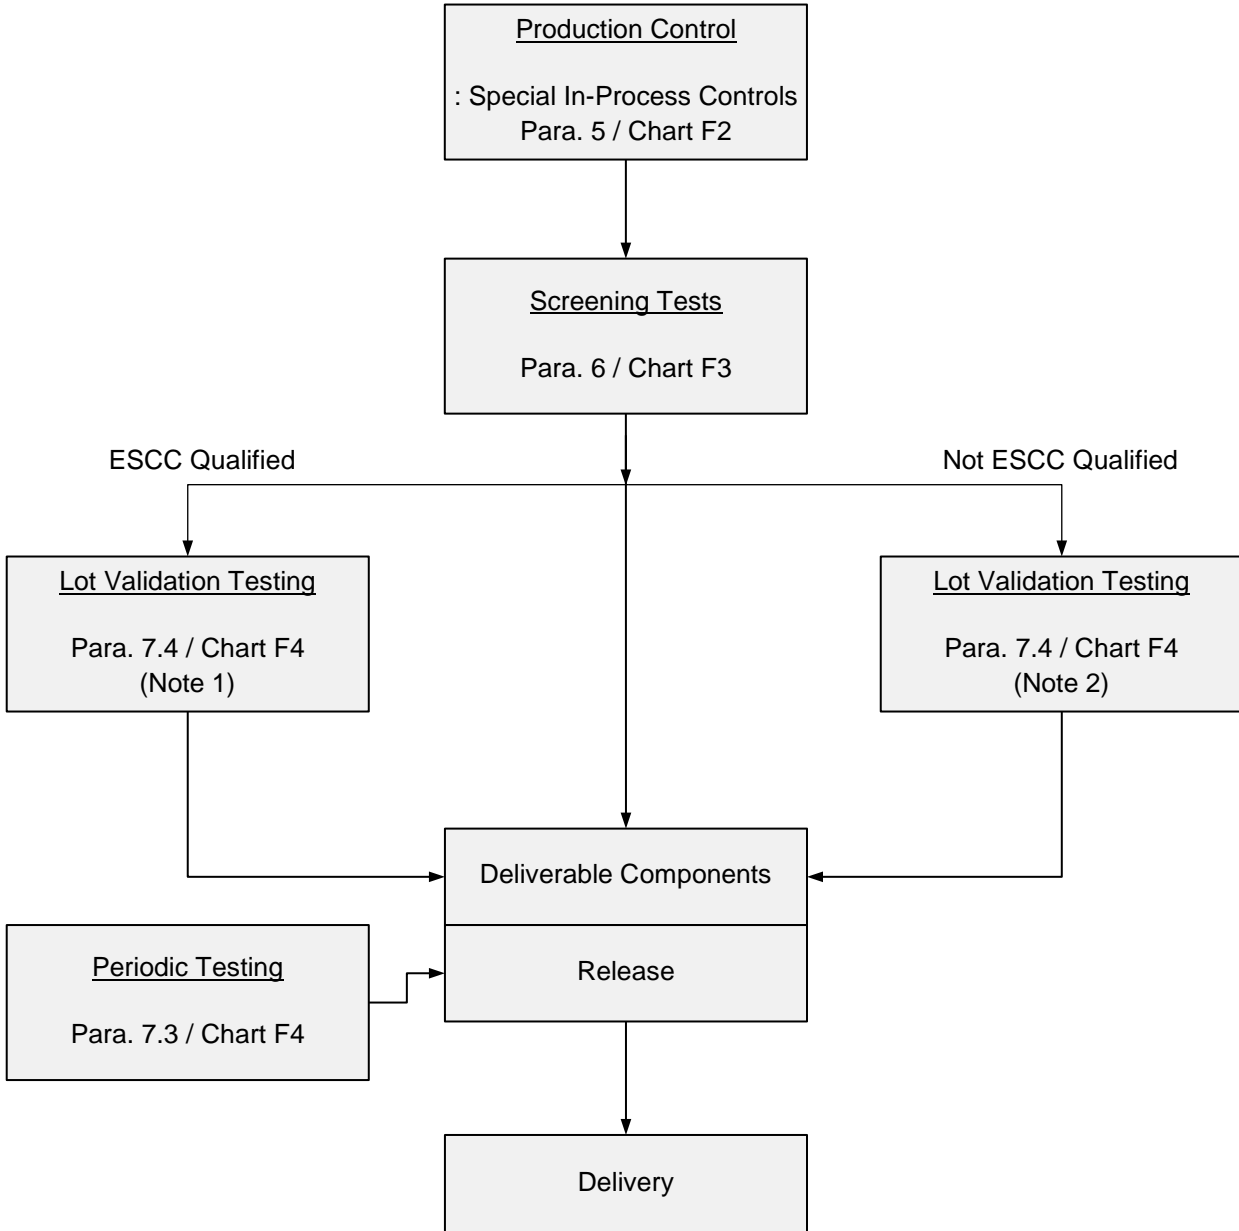 Production Control
: Special In-Process Controls
Para. 5 / Chart F2
Screening Tests
Para. 6 / Chart F3
ESCC Qualified
Not ESCC Qualified
Lot Validation Testing
Para. 7.4 / Chart F4
(Note 1)
Lot Validation Testing
Para. 7.4 / Chart F4
(Note 2)
Deliverable Components
Periodic Testing
Para. 7.3 / Chart F4
Release
Delivery